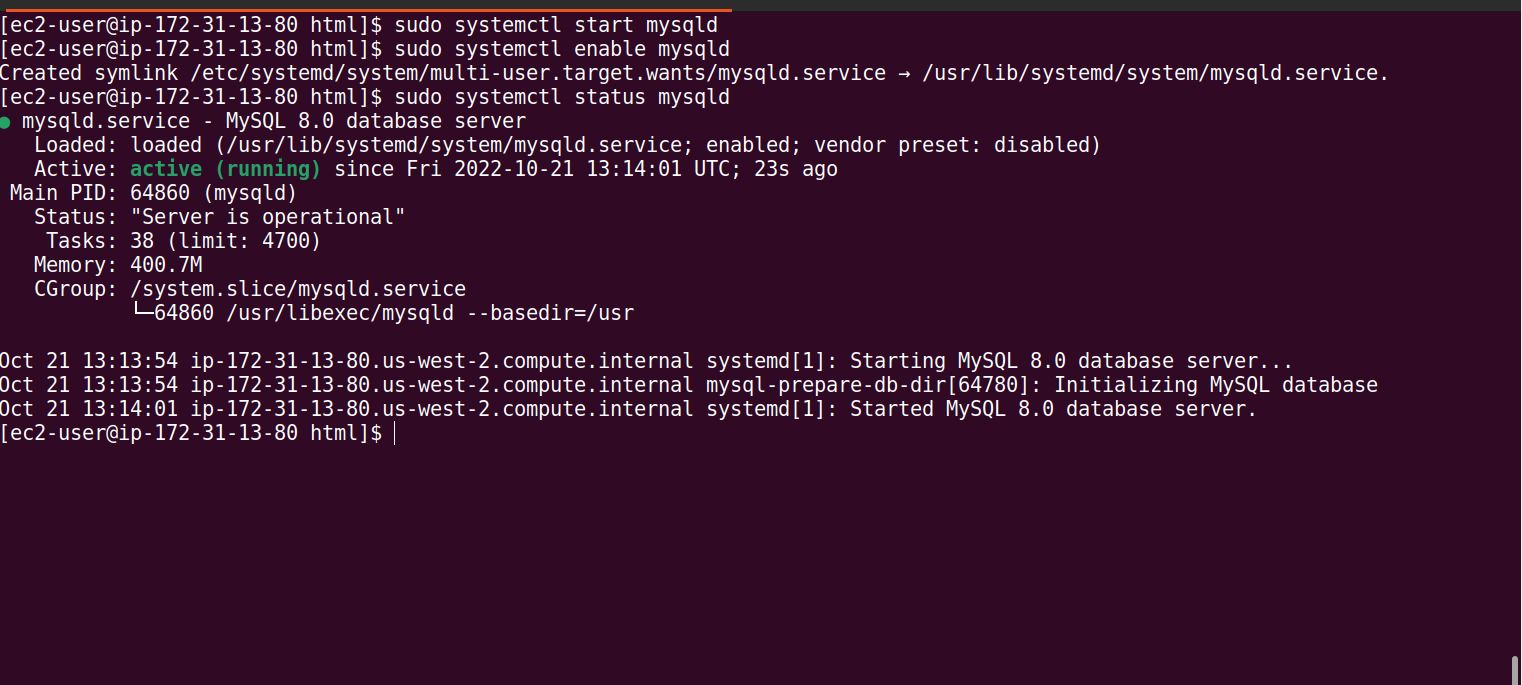 [ec2-user@ip-172-31-13-80 html]$ sudo systemctl start mysqld
[ec2-user@ip-172-31-13-80 html]$ sudo systemctl enable mysqld
Created symlink /etc/systemd/system/multi-user.target.wants/mysqld.service → /usr/lib/systemd/system/mysqld.service.
[ec2-user@ip-172-31-13-80 html]$ sudo systemctl status mysqld
● mysqld.service - MySQL 8.0 database server
   Loaded: loaded (/usr/lib/systemd/system/mysqld.service; enabled; vendor preset: disabled)
   Active: active (running) since Fri 2022-10-21 13:14:01 UTC; 23s ago
 Main PID: 64860 (mysqld)
   Status: "Server is operational"
    Tasks: 38 (limit: 4700)
   Memory: 400.7M
   CGroup: /system.slice/mysqld.service
           └─64860 /usr/libexec/mysqld --basedir=/usr

Oct 21 13:13:54 ip-172-31-13-80.us-west-2.compute.internal systemd[1]: Starting MySQL 8.0 database server...
Oct 21 13:13:54 ip-172-31-13-80.us-west-2.compute.internal mysql-prepare-db-dir[64780]: Initializing MySQL database
Oct 21 13:14:01 ip-172-31-13-80.us-west-2.compute.internal systemd[1]: Started MySQL 8.0 database server.
[ec2-user@ip-172-31-13-80 html]$